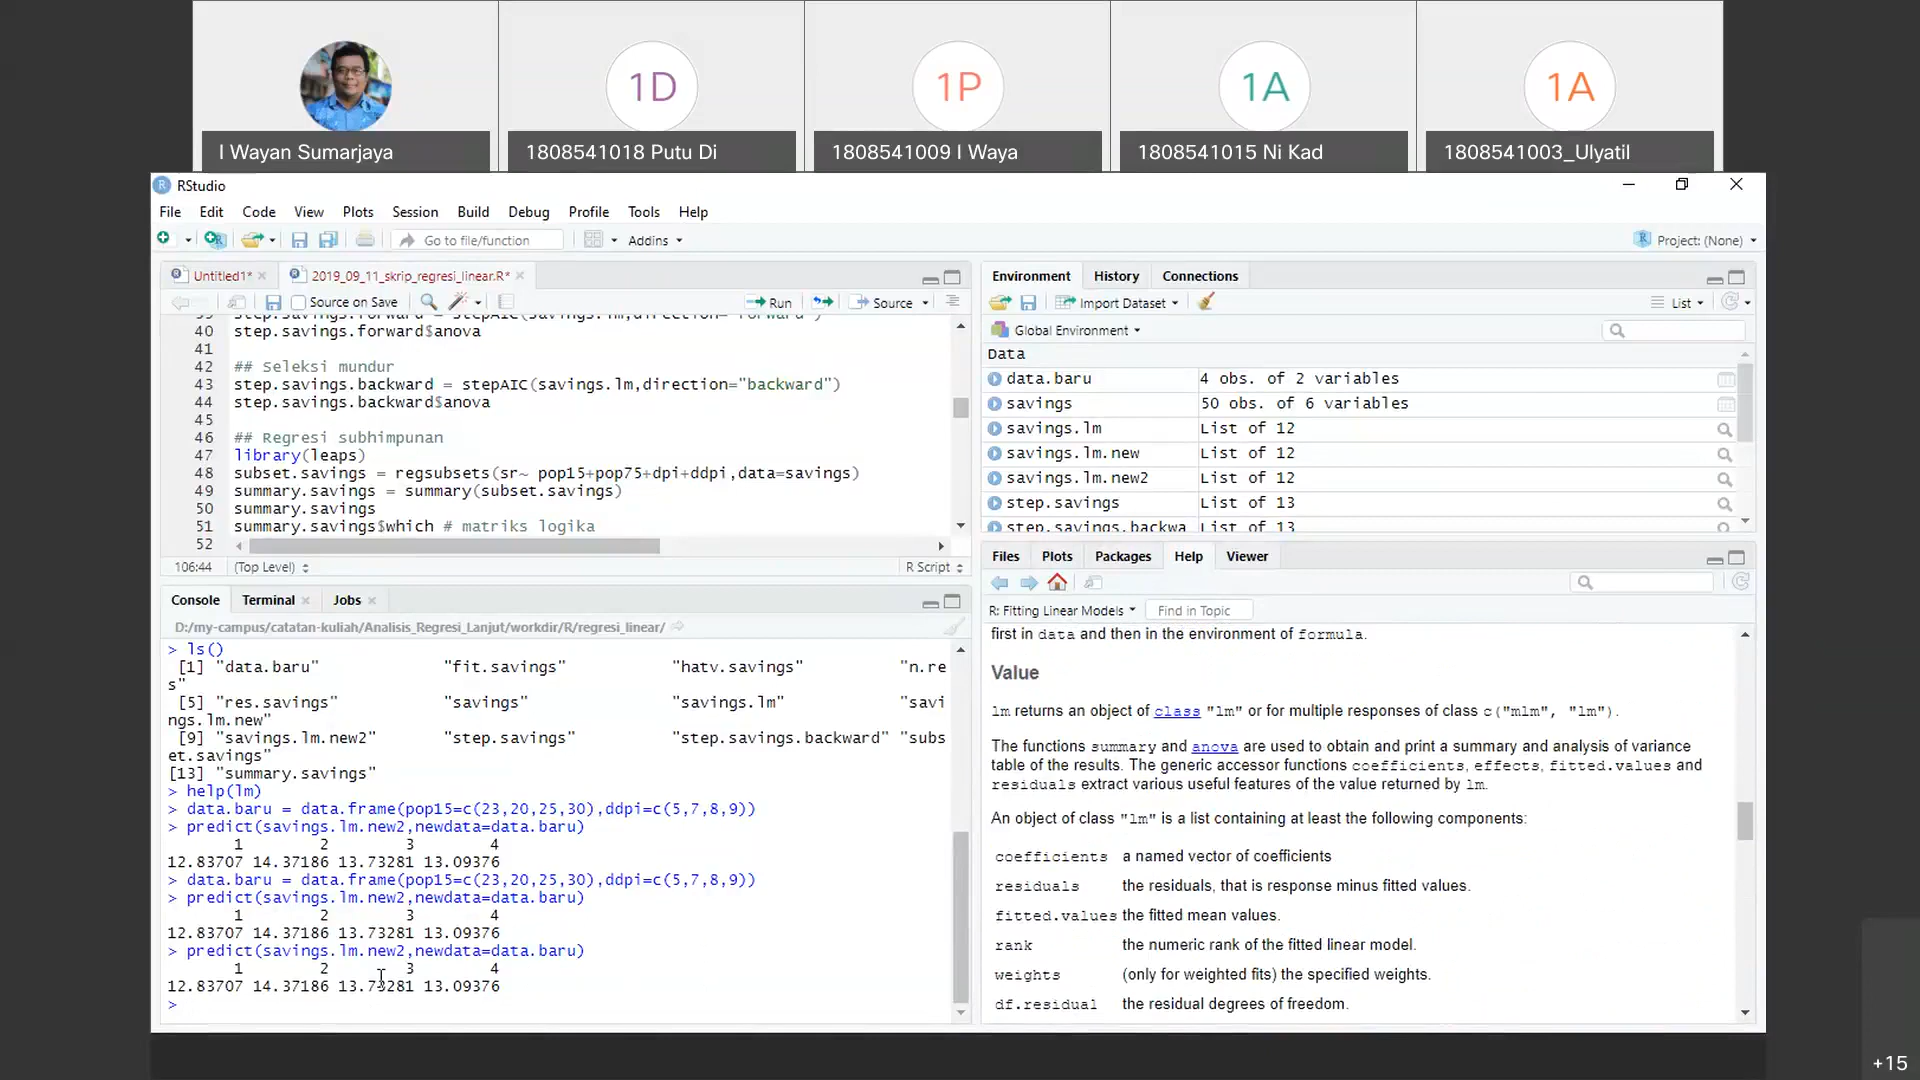 1D
1P
1A
1A
I Wayan Sumarjaya
1808541018 Putu Di
1808541009 I Waya
1808541015 Ni Kad
1808541003_Ulyatil
RStudio
File Edit Code View Plots Session Build Debug Profile Tools Help
Go to file/function
Addins
Project: (None)
Untitled1*
2019_09_11_skrip_regresi_linear.R*
Source on Save
Run
Source
39 step.savings.forward = stepAIC(savings.lm,direction="forward")
40 step.savings.forward$anova
41
42 ## Seleksi mundur
43 step.savings.backward = stepAIC(savings.lm,direction="backward")
44 step.savings.backward$anova
45
46 ## Regresi subhimpunan
47 library(leaps)
48 subset.savings = regsubsets(sr~ pop15+pop75+dpi+ddpi,data=savings)
49 summary.savings = summary(subset.savings)
50 summary.savings
51 summary.savings$which # matriks logika
52
106:44 (Top Level) R Script
Console Terminal Jobs
D:/my-campus/catatan-kuliah/Analisis_Regresi_Lanjut/workdir/R/regresi_linear/
> ls()
[1] "data.baru" "fit.savings" "hatv.savings" "n.re
s"
[5] "res.savings" "savings" "savings.lm" "savi
ngs.lm.new"
[9] "savings.lm.new2" "step.savings" "step.savings.backward" "subs
et.savings"
[13] "summary.savings"
> help(lm)
> data.baru = data.frame(pop15=c(23,20,25,30),ddpi=c(5,7,8,9))
> predict(savings.lm.new2,newdata=data.baru)
1 2 3 4
12.83707 14.37186 13.73281 13.09376
> data.baru = data.frame(pop15=c(23,20,25,30),ddpi=c(5,7,8,9))
> predict(savings.lm.new2,newdata=data.baru)
1 2 3 4
12.83707 14.37186 13.73281 13.09376
> predict(savings.lm.new2,newdata=data.baru)
1 2 3 4
12.83707 14.37186 13.73281 13.09376
>
Environment History Connections
Import Dataset
List
Global Environment
Data
data.baru 4 obs. of 2 variables
savings 50 obs. of 6 variables
savings.lm List of 12
savings.lm.new List of 12
savings.lm.new2 List of 12
step.savings List of 13
step.savings.backwa List of 13
Files Plots Packages Help Viewer
R: Fitting Linear Models
Find in Topic
first in data and then in the environment of formula.
Value
lm returns an object of class "lm" or for multiple responses of class c("mlm", "lm").
The functions summary and anova are used to obtain and print a summary and analysis of variance
table of the results. The generic accessor functions coefficients, effects, fitted.values and
residuals extract various useful features of the value returned by lm.
An object of class "lm" is a list containing at least the following components:
coefficients a named vector of coefficients
residuals the residuals, that is response minus fitted values.
fitted.values the fitted mean values.
rank the numeric rank of the fitted linear model.
weights (only for weighted fits) the specified weights.
df.residual the residual degrees of freedom.
+15